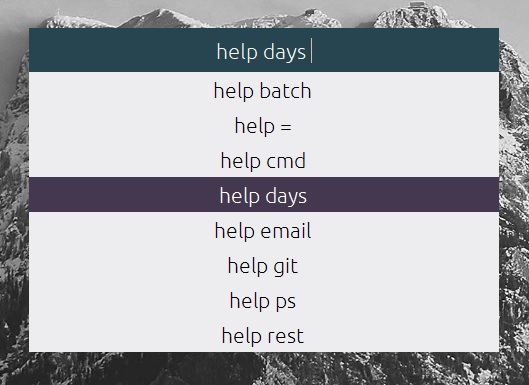 help days
help batch
help =
help cmd
help days
help email
help git
help ps
help rest